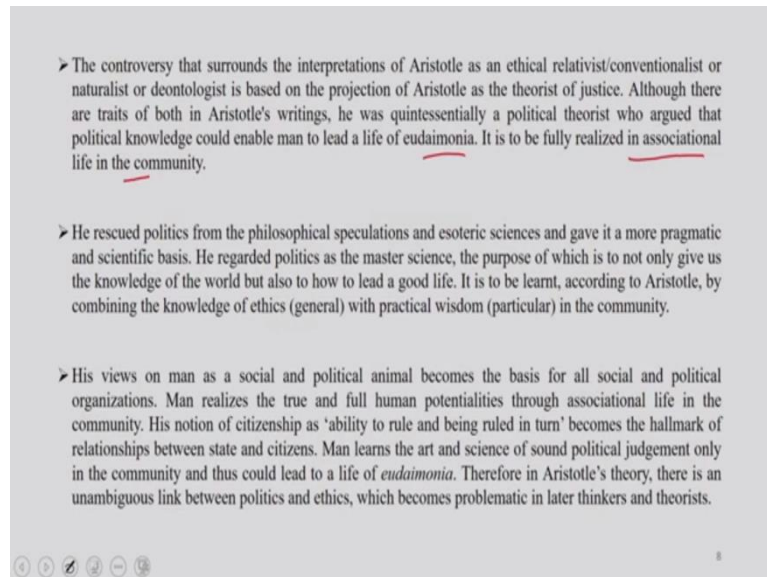 ➢ The controversy that surrounds the interpretations of Aristotle as an ethical relativist/conventionalist or
naturalist or deontologist is based on the projection of Aristotle as the theorist of justice. Although there
are traits of both in Aristotle's writings, he was quintessentially a political theorist who argued that
political knowledge could enable man to lead a life of eudaimonia. It is to be fully realized in associational
life in the community.
➢ He rescued politics from the philosophical speculations and esoteric sciences and gave it a more pragmatic
and scientific basis. He regarded politics as the master science, the purpose of which is to not only give us
the knowledge of the world but also to how to lead a good life. It is to be learnt, according to Aristotle, by
combining the knowledge of ethics (general) with practical wisdom (particular) in the community.
➢ His views on man as a social and political animal becomes the basis for all social and political
organizations. Man realizes the true and full human potentialities through associational life in the
community. His notion of citizenship as ‘ability to rule and being ruled in turn’ becomes the hallmark of
relationships between state and citizens. Man learns the art and science of sound political judgement only
in the community and thus could lead to a life of eudaimonia. Therefore in Aristotle’s theory, there is an
unambiguous link between politics and ethics, which becomes problematic in later thinkers and theorists.
8